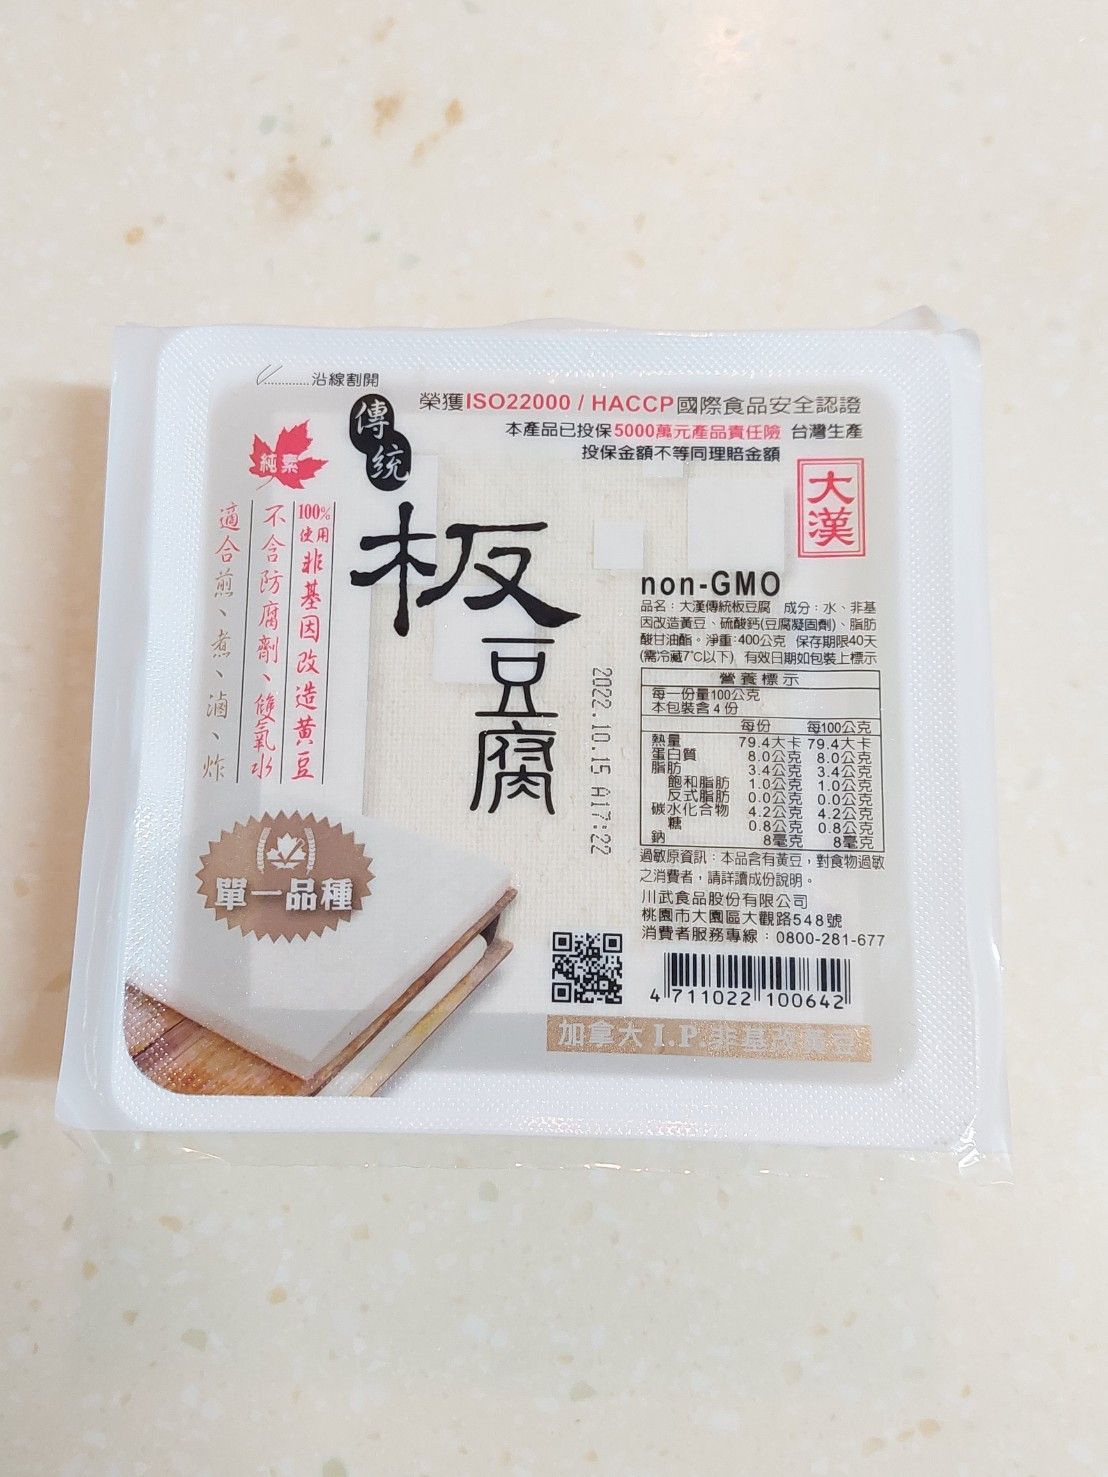 沿線割開
榮獲ISO22000 / HACCP國際食品安全認證
本產品已投保5000萬元產品責任險 台灣生產
投保金額不等同理賠金額
純素
傳統
板豆腐
大漢
100%使用非基因改造黃豆
不含防腐劑、雙氧水
適合煎、煮、滷、炸
non-GMO
品名：大漢傳統板豆腐 成分：水、非基
因改造黃豆、硫酸鈣(豆腐凝固劑)、脂肪
酸甘油酯。淨重:400公克 保存期限40天
(需冷藏7℃以下) 有效日期如包裝上標示
2022.10.15 A17:22
營養標示
每一份量100公克
本包裝含4份
每份 每100公克
熱量 79.4大卡 79.4大卡
蛋白質 8.0公克 8.0公克
脂肪 3.4公克 3.4公克
飽和脂肪 1.0公克 1.0公克
反式脂肪 0.0公克 0.0公克
碳水化合物 4.2公克 4.2公克
糖 0.8公克 0.8公克
鈉 8毫克 8毫克
過敏原資訊：本品含有黃豆，對食物過敏
之消費者，請詳讀成份說明。
川武食品股份有限公司
桃園市大園區大觀路548號
消費者服務專線：0800-281-677
單一品種
4 711022 100642
加拿大I.P.非基改黃豆